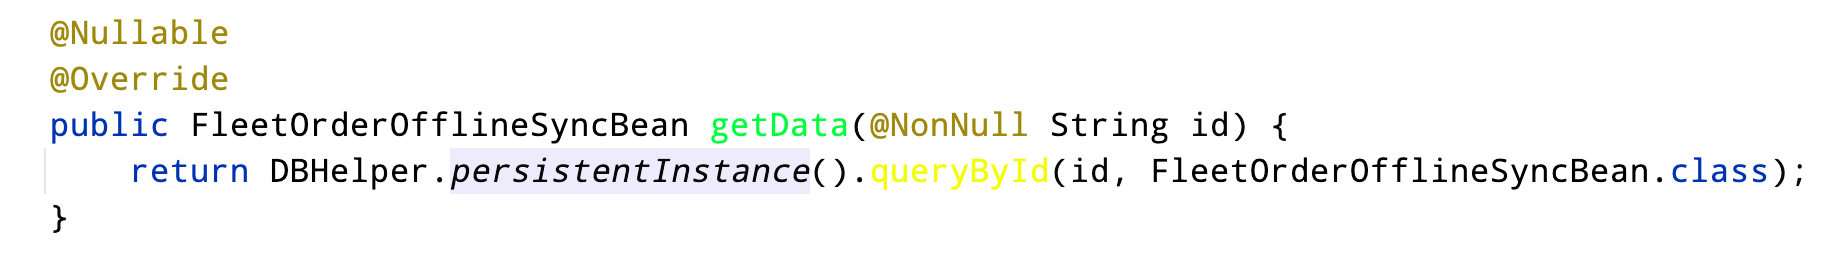 @Nullable
@Override
public FleetOrderOfflineSyncBean getData(@NonNull String id) {
    return DBHelper.persistentInstance().queryById(id, FleetOrderOfflineSyncBean.class);
}